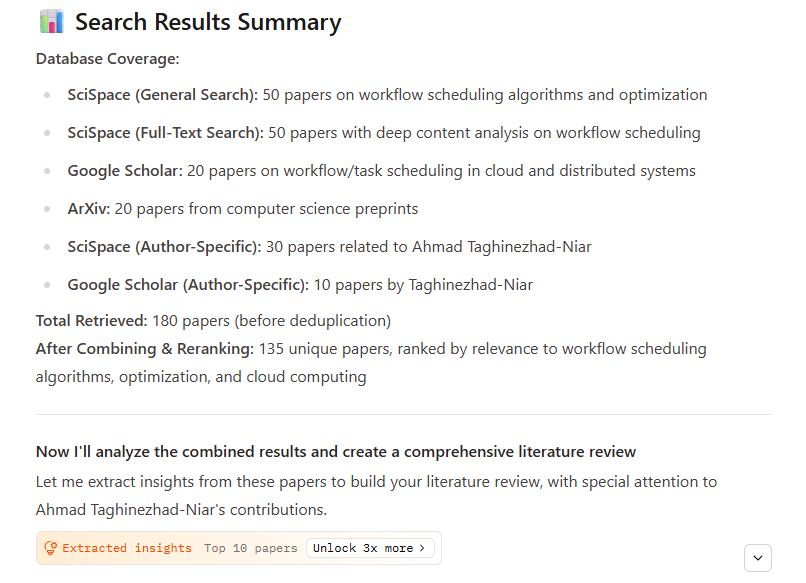 Search Results Summary
Database Coverage:
SciSpace (General Search): 50 papers on workflow scheduling algorithms and optimization
SciSpace (Full-Text Search): 50 papers with deep content analysis on workflow scheduling
Google Scholar: 20 papers on workflow/task scheduling in cloud and distributed systems
ArXiv: 20 papers from computer science preprints
SciSpace (Author-Specific): 30 papers related to Ahmad Taghinezhad-Niar
Google Scholar (Author-Specific): 10 papers by Taghinezhad-Niar
Total Retrieved: 180 papers (before deduplication)
After Combining & Reranking: 135 unique papers, ranked by relevance to workflow scheduling
algorithms, optimization, and cloud computing
Now I'll analyze the combined results and create a comprehensive literature review
Let me extract insights from these papers to build your literature review, with special attention to
Ahmad Taghinezhad-Niar's contributions.
Extracted insights Top 10 papers Unlock 3x more >